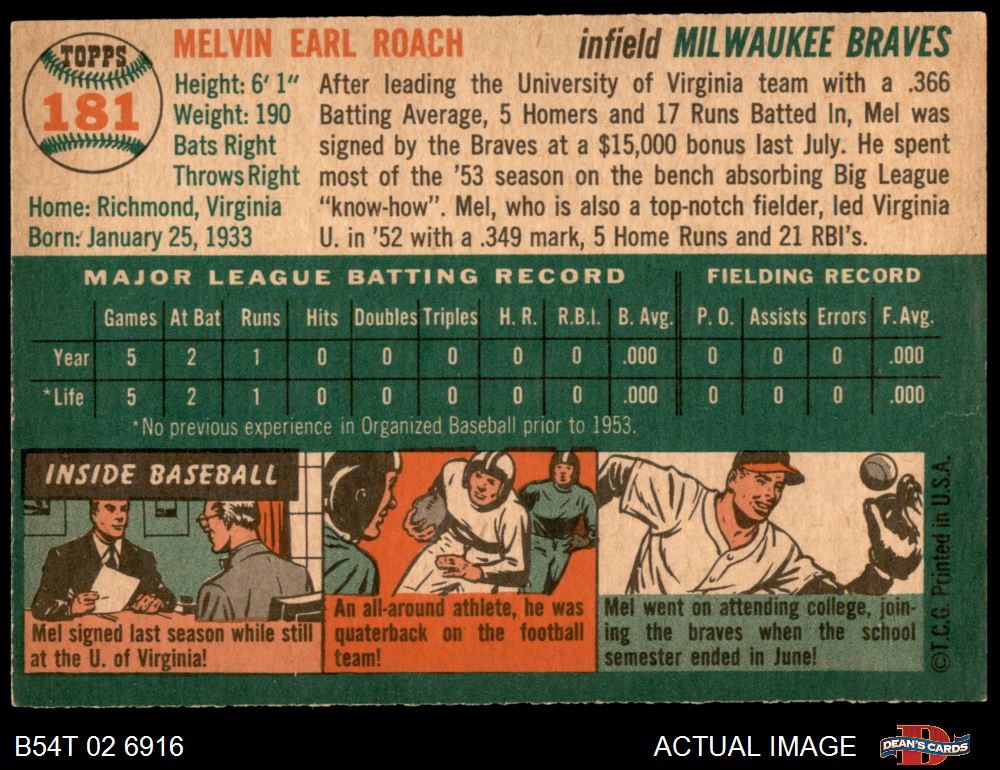 TOPPS
181
MELVIN EARL ROACH
infield MILWAUKEE BRAVES
Height: 6' 1"
Weight: 190
Bats Right
Throws Right
Home: Richmond, Virginia
Born: January 25, 1933
After leading the University of Virginia team with a .366
Batting Average, 5 Homers and 17 Runs Batted In, Mel was
signed by the Braves at a $15,000 bonus last July. He spent
most of the '53 season on the bench absorbing Big League
"know-how". Mel, who is also a top-notch fielder, led Virginia
U. in '52 with a .349 mark, 5 Home Runs and 21 RBI's.
MAJOR LEAGUE BATTING RECORD FIELDING RECORD
Games At Bat Runs Hits Doubles Triples H. R. R.B.I. B. Avg. P. O. Assists Errors F. Avg.
Year 5 2 1 0 0 0 0 0 .000 0 0 0 .000
*Life 5 2 1 0 0 0 0 0 .000 0 0 0 .000
*No previous experience in Organized Baseball prior to 1953.
INSIDE BASEBALL
Mel signed last season while still
at the U. of Virginia!
An all-around athlete, he was
quaterback on the football
team!
Mel went on attending college, join-
ing the braves when the school
semester ended in June!
©T.C.G. Printed in U.S.A.
B54T 02 6916
ACTUAL IMAGE
DEAN'S CARDS